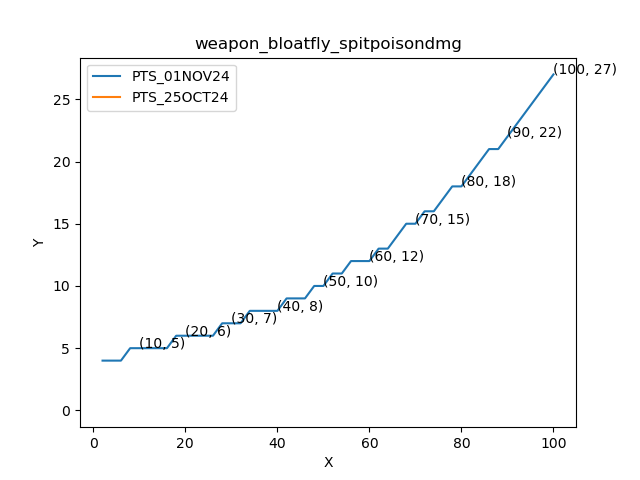 weapon_bloatfly_spitpoisondmg
PTS_01NOV24
PTS_25OCT24
(100, 27)
(90, 22)
(80, 18)
(70, 15)
(60, 12)
(50, 10)
(40, 8)
(30, 7)
(20, 6)
(10, 5)
25
20
15
10
5
0
Y
0 20 40 60 80 100
X